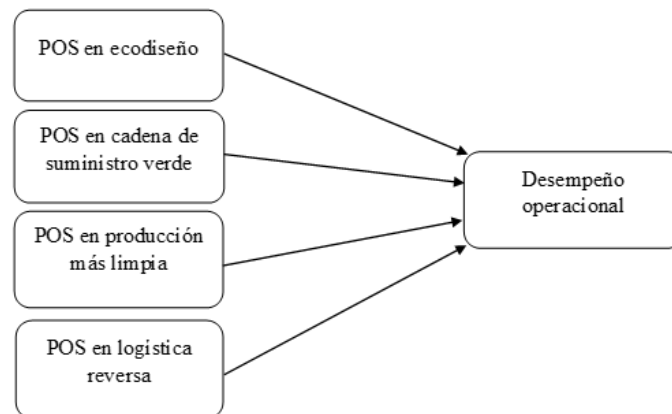 POS en ecodiseño
POS en cadena de
suministro verde
POS en producción
más limpia
POS en logística
reversa
Desempeño
operacional